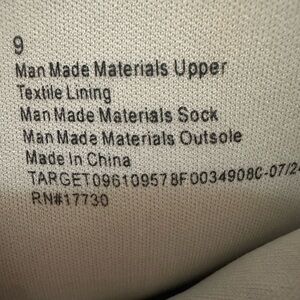 9
Man Made Materials Upper
Textile Lining
Man Made Materials Sock
Man Made Materials Outsole
Made In China
TARGET096109578F0034908C-07/24
RN#17730